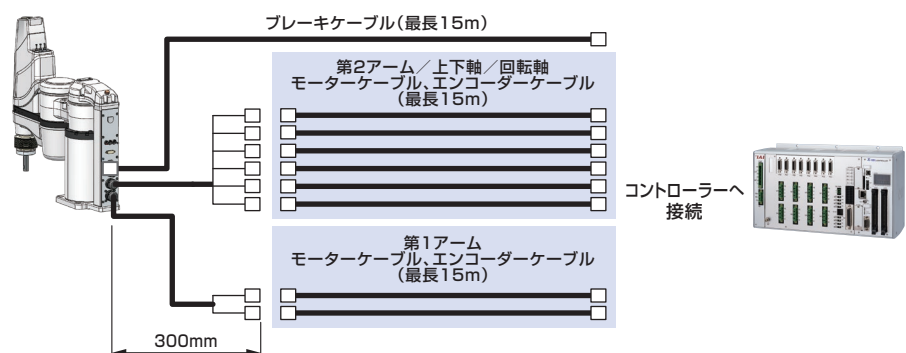 ブレーキケーブル（最長15m）
第2アーム／上下軸／回転軸
モーターケーブル、エンコーダーケーブル
（最長15m）
コントローラーへ
接続
第1アーム
モーターケーブル、エンコーダーケーブル
（最長15m）
300mm